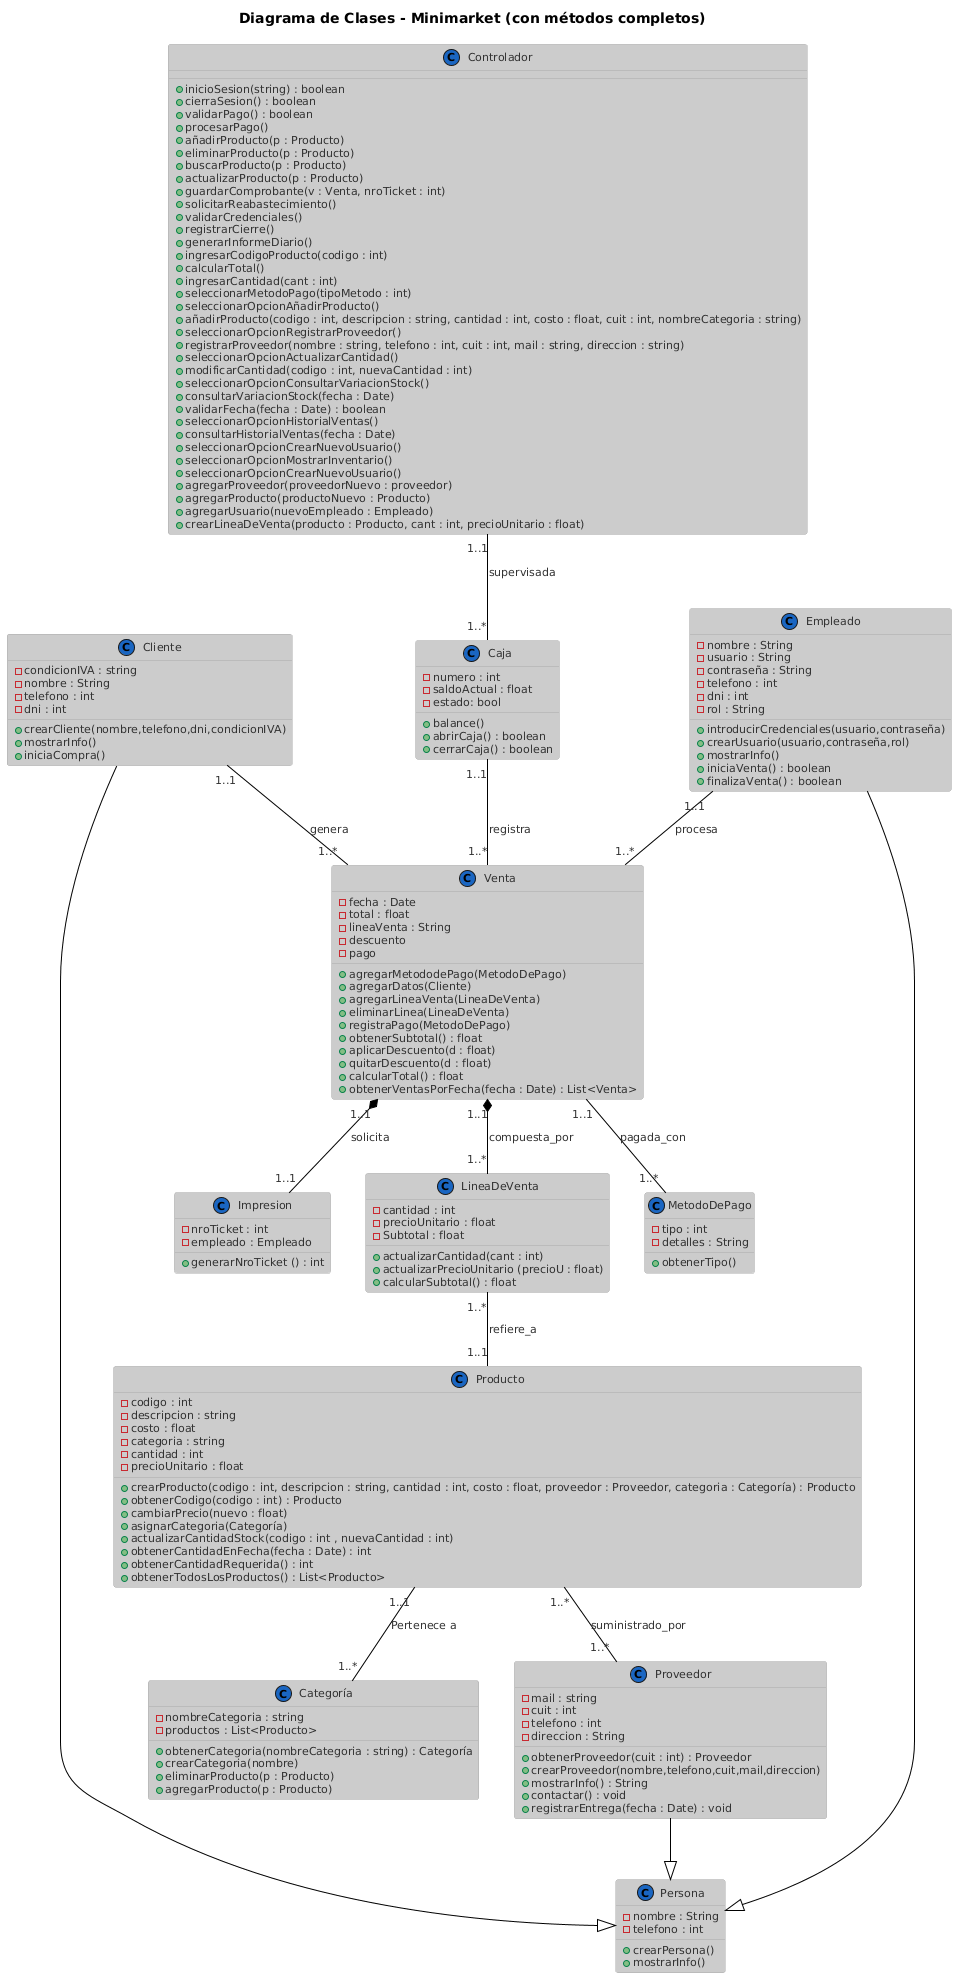 Diagrama de Clases - Minimarket (con métodos completos)
C Controlador
inicioSesion(string) : boolean
cierraSesion() : boolean
validarPago() : boolean
procesarPago()
añadirProducto(p : Producto)
eliminarProducto(p : Producto)
buscarProducto(p : Producto)
actualizarProducto(p : Producto)
guardarComprobante(v : Venta, nroTicket : int)
solicitarReabastecimiento()
validarCredenciales()
registrarCierre()
generarInformeDiario()
ingresarCodigoProducto(codigo : int)
calcularTotal()
ingresarCantidad(cant : int)
seleccionarMetodoPago(tipoMetodo : int)
seleccionarOpcionAñadirProducto()
añadirProducto(codigo : int, descripcion : string, cantidad : int, costo : float, cuit : int, nombreCategoria : string)
seleccionarOpcionRegistrarProveedor()
registrarProveedor(nombre : string, telefono : int, cuit : int, mail : string, direccion : string)
seleccionarOpcionActualizarCantidad()
modificarCantidad(codigo : int, nuevaCantidad : int)
seleccionarOpcionConsultarVariacionStock()
consultarVariacionStock(fecha : Date)
validarFecha(fecha : Date) : boolean
seleccionarOpcionHistorialVentas()
consultarHistorialVentas(fecha : Date)
seleccionarOpcionCrearNuevoUsuario()
seleccionarOpcionMostrarInventario()
seleccionarOpcionCrearNuevoUsuario()
agregarProveedor(proveedorNuevo : proveedor)
agregarProducto(productoNuevo : Producto)
agregarUsuario(nuevoEmpleado : Empleado)
crearLineaDeVenta(producto : Producto, cant : int, precioUnitario : float)
1..1
supervisada
1..*
C Cliente
condicionIVA : string
nombre : String
telefono : int
dni : int
crearCliente(nombre,telefono,dni,condicionIVA)
mostrarInfo()
iniciaCompra()
C Caja
numero : int
saldoActual : float
estado: bool
balance()
abrirCaja() : boolean
cerrarCaja() : boolean
C Empleado
nombre : String
usuario : String
contraseña : String
telefono : int
dni : int
rol : String
introducirCredenciales(usuario,contraseña)
crearUsuario(usuario,contraseña,rol)
mostrarInfo()
iniciaVenta() : boolean
finalizaVenta() : boolean
1..1
genera
1..*
1..1
registra
1..*
1..1
procesa
1..*
C Venta
fecha : Date
total : float
lineaVenta : String
descuento
pago
agregarMetododePago(MetodoDePago)
agregarDatos(Cliente)
agregarLineaVenta(LineaDeVenta)
eliminarLinea(LineaDeVenta)
registraPago(MetodoDePago)
obtenerSubtotal() : float
aplicarDescuento(d : float)
quitarDescuento(d : float)
calcularTotal() : float
obtenerVentasPorFecha(fecha : Date) : List<Venta>
1..1
solicita
1..1
1..1
compuesta_por
1..*
1..1
pagada_con
1..*
C Impresion
nroTicket : int
empleado : Empleado
generarNroTicket () : int
C LineaDeVenta
cantidad : int
precioUnitario : float
Subtotal : float
actualizarCantidad(cant : int)
actualizarPrecioUnitario (precioU : float)
calcularSubtotal() : float
C MetodoDePago
tipo : int
detalles : String
obtenerTipo()
1..*
refiere_a
1..1
C Producto
codigo : int
descripcion : string
costo : float
categoria : string
cantidad : int
precioUnitario : float
crearProducto(codigo : int, descripcion : string, cantidad : int, costo : float, proveedor : Proveedor, categoria : Categoría) : Producto
obtenerCodigo(codigo : int) : Producto
cambiarPrecio(nuevo : float)
asignarCategoria(Categoría)
actualizarCantidadStock(codigo : int , nuevaCantidad : int)
obtenerCantidadEnFecha(fecha : Date) : int
obtenerCantidadRequerida() : int
obtenerTodosLosProductos() : List<Producto>
1..1
Pertenece a
1..*
1..*
suministrado_por
1..*
C Categoría
nombreCategoria : string
productos : List<Producto>
obtenerCategoria(nombreCategoria : string) : Categoría
crearCategoria(nombre)
eliminarProducto(p : Producto)
agregarProducto(p : Producto)
C Proveedor
mail : string
cuit : int
telefono : int
direccion : String
obtenerProveedor(cuit : int) : Proveedor
crearProveedor(nombre,telefono,cuit,mail,direccion)
mostrarInfo() : String
contactar() : void
registrarEntrega(fecha : Date) : void
C Persona
nombre : String
telefono : int
crearPersona()
mostrarInfo()